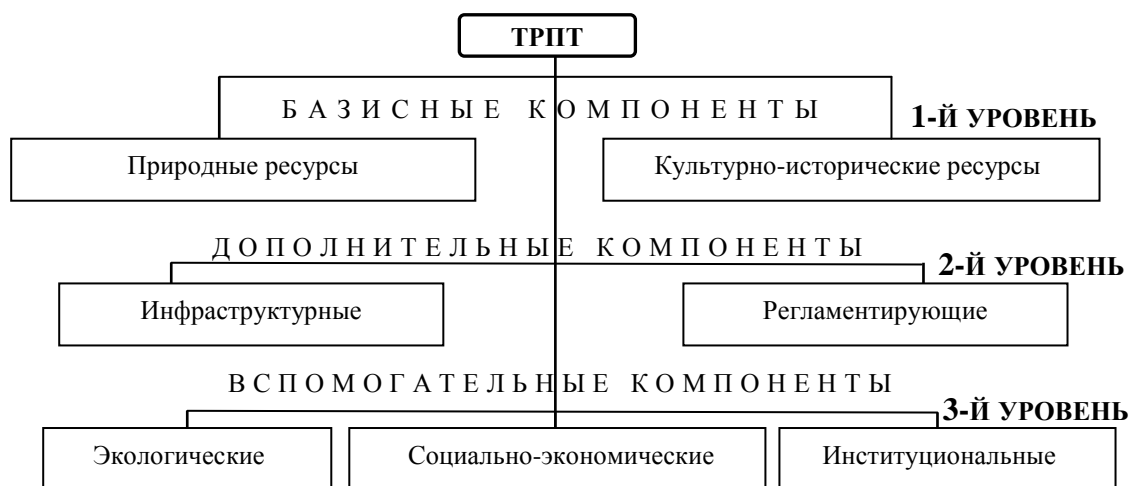 ТРПТ
БАЗИСНЫЕ КОМПОНЕНТЫ
1-Й УРОВЕНЬ
Природные ресурсы
Культурно-исторические ресурсы
ДОПОЛНИТЕЛЬНЫЕ КОМПОНЕНТЫ
2-Й УРОВЕНЬ
Инфраструктурные
Регламентирующие
ВСПОМОГАТЕЛЬНЫЕ КОМПОНЕНТЫ
3-Й УРОВЕНЬ
Экологические
Социально-экономические
Институциональные